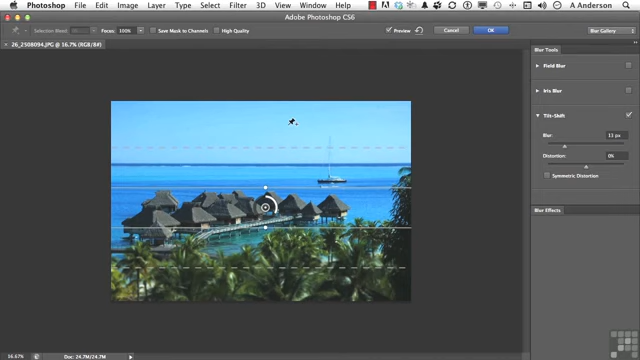 Photoshop File Edit Image Layer Type Select Filter 3D View Window Help A Anderson
Adobe Photoshop CS6
Selection Bleed: Focus: 100% Save Mask to Channels High Quality Preview Cancel OK Blur Gallery
26_2508094.JPG @ 16.7% (RGB/8#)
Blur Tools
Field Blur
Iris Blur
Tilt-Shift
Blur: 15 px
Distortion: 0%
Symmetric Distortion
Blur Effects
16.67% Doc: 24.7M/24.7M